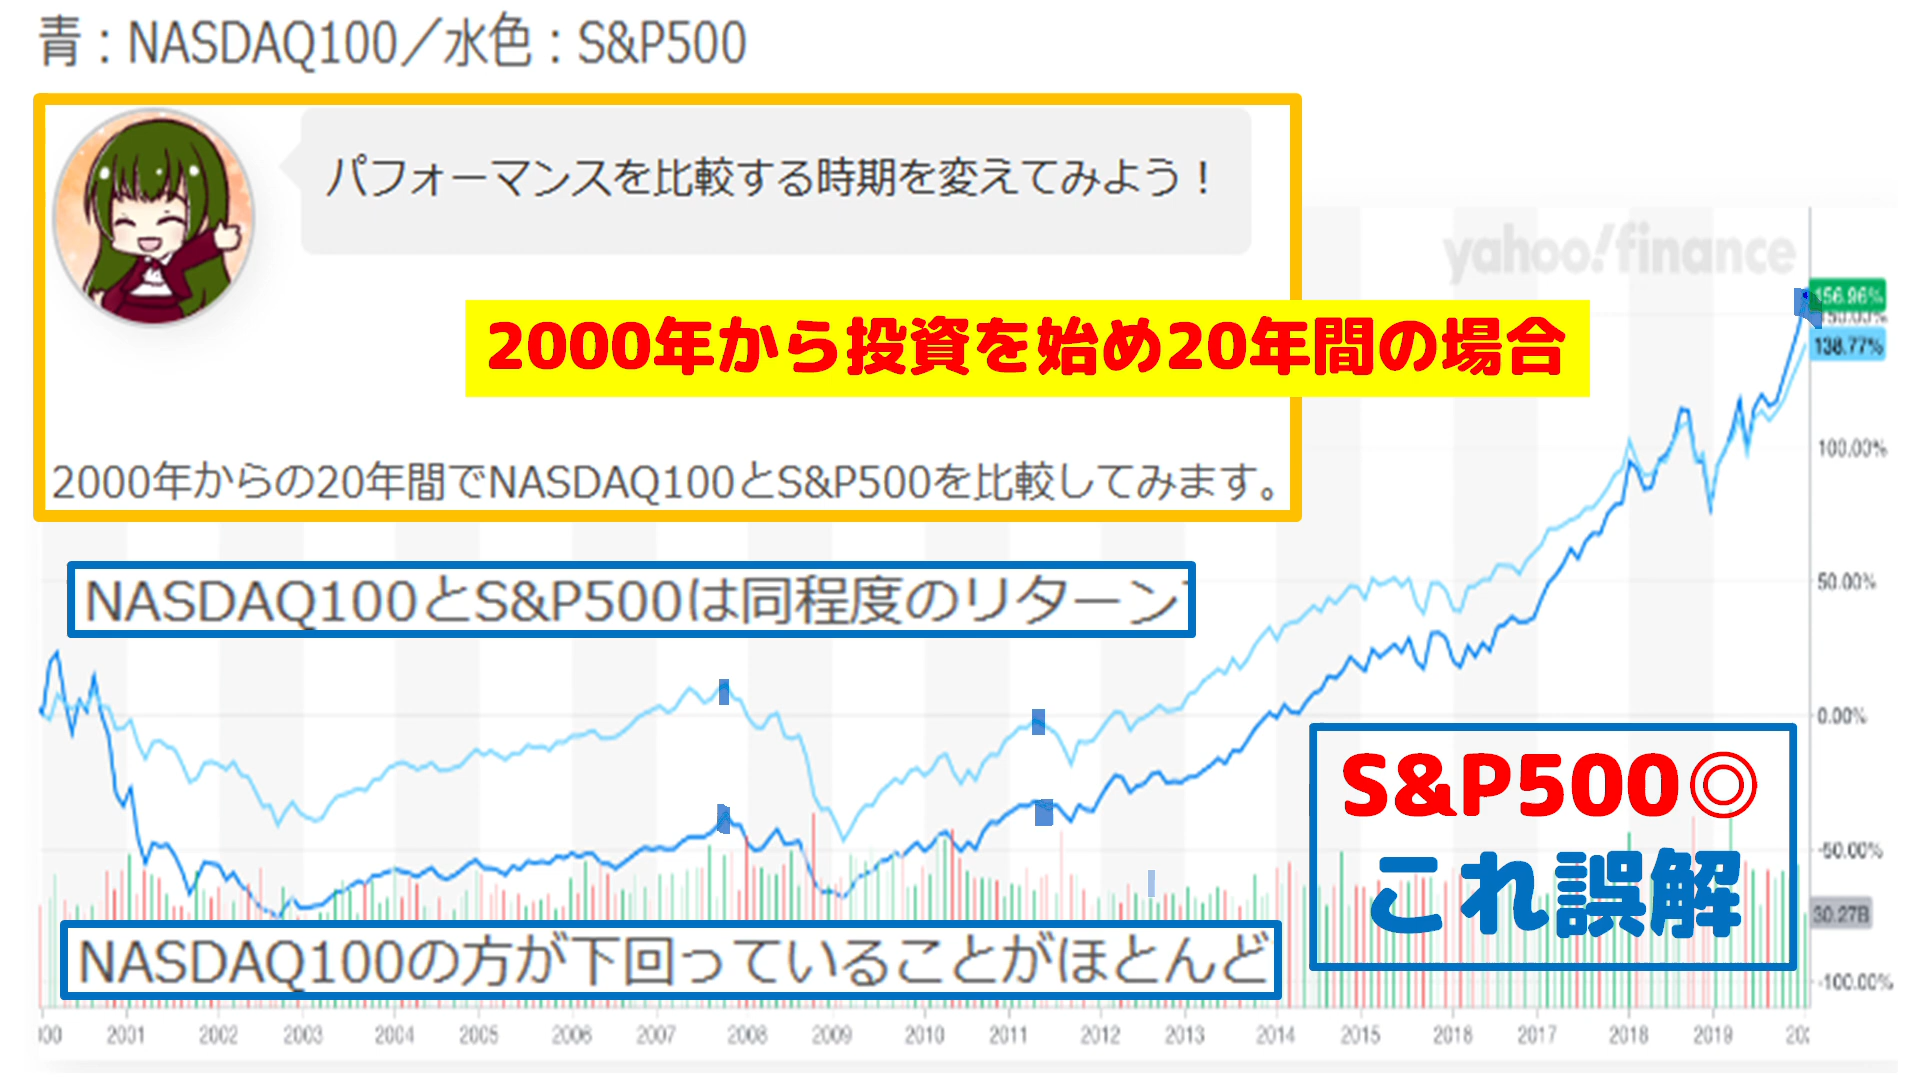 青：NASDAQ100／水色：S&P500
パフォーマンスを比較する時期を変えてみよう！
yahoo!finance
156.96%
150.00%
138.77%
2000年から投資を始め20年間の場合
100.00%
2000年からの20年間でNASDAQ100とS&P500を比較してみます。
50.00%
NASDAQ100とS&P500は同程度のリターン
0.00%
S&P500◎
-50.00%
これ誤解
30.27B
NASDAQ100の方が下回っていることがほとんど
-100.00%
2001 2002 2003 2004 2005 2006 2007 2008 2009 2010 2011 2012 2013 2014 2015 2016 2017 2018 2019